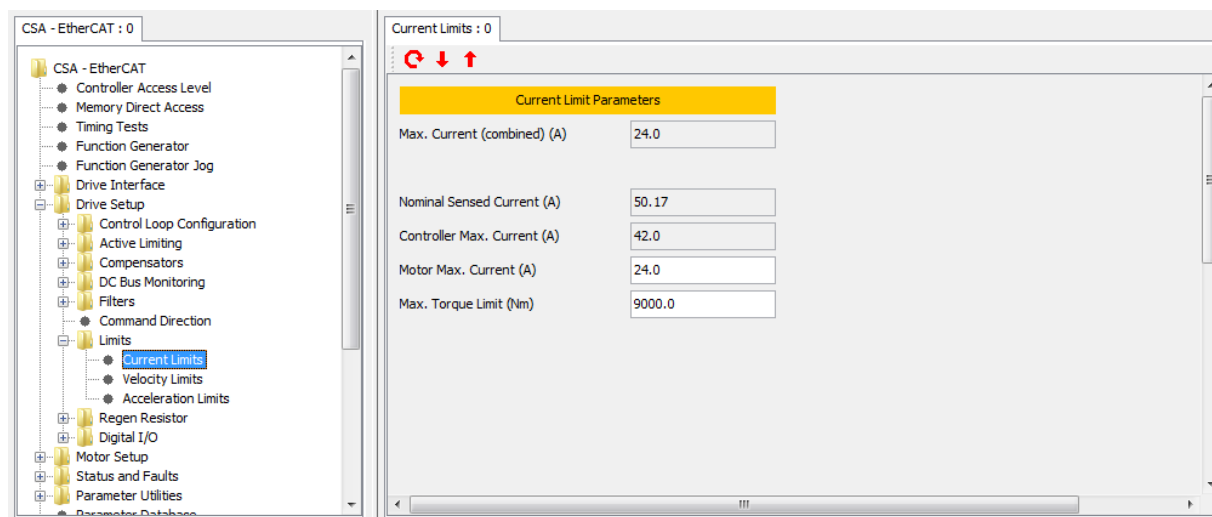 CSA - EtherCAT : 0
CSA - EtherCAT
Controller Access Level
Memory Direct Access
Timing Tests
Function Generator
Function Generator Jog
Drive Interface
Drive Setup
Control Loop Configuration
Active Limiting
Compensators
DC Bus Monitoring
Filters
Command Direction
Limits
Current Limits
Velocity Limits
Acceleration Limits
Regen Resistor
Digital I/O
Motor Setup
Status and Faults
Parameter Utilities
Parameter Database
Current Limits : 0
Current Limit Parameters
Max. Current (combined) (A) 24.0
Nominal Sensed Current (A) 50.17
Controller Max. Current (A) 42.0
Motor Max. Current (A) 24.0
Max. Torque Limit (Nm) 9000.0